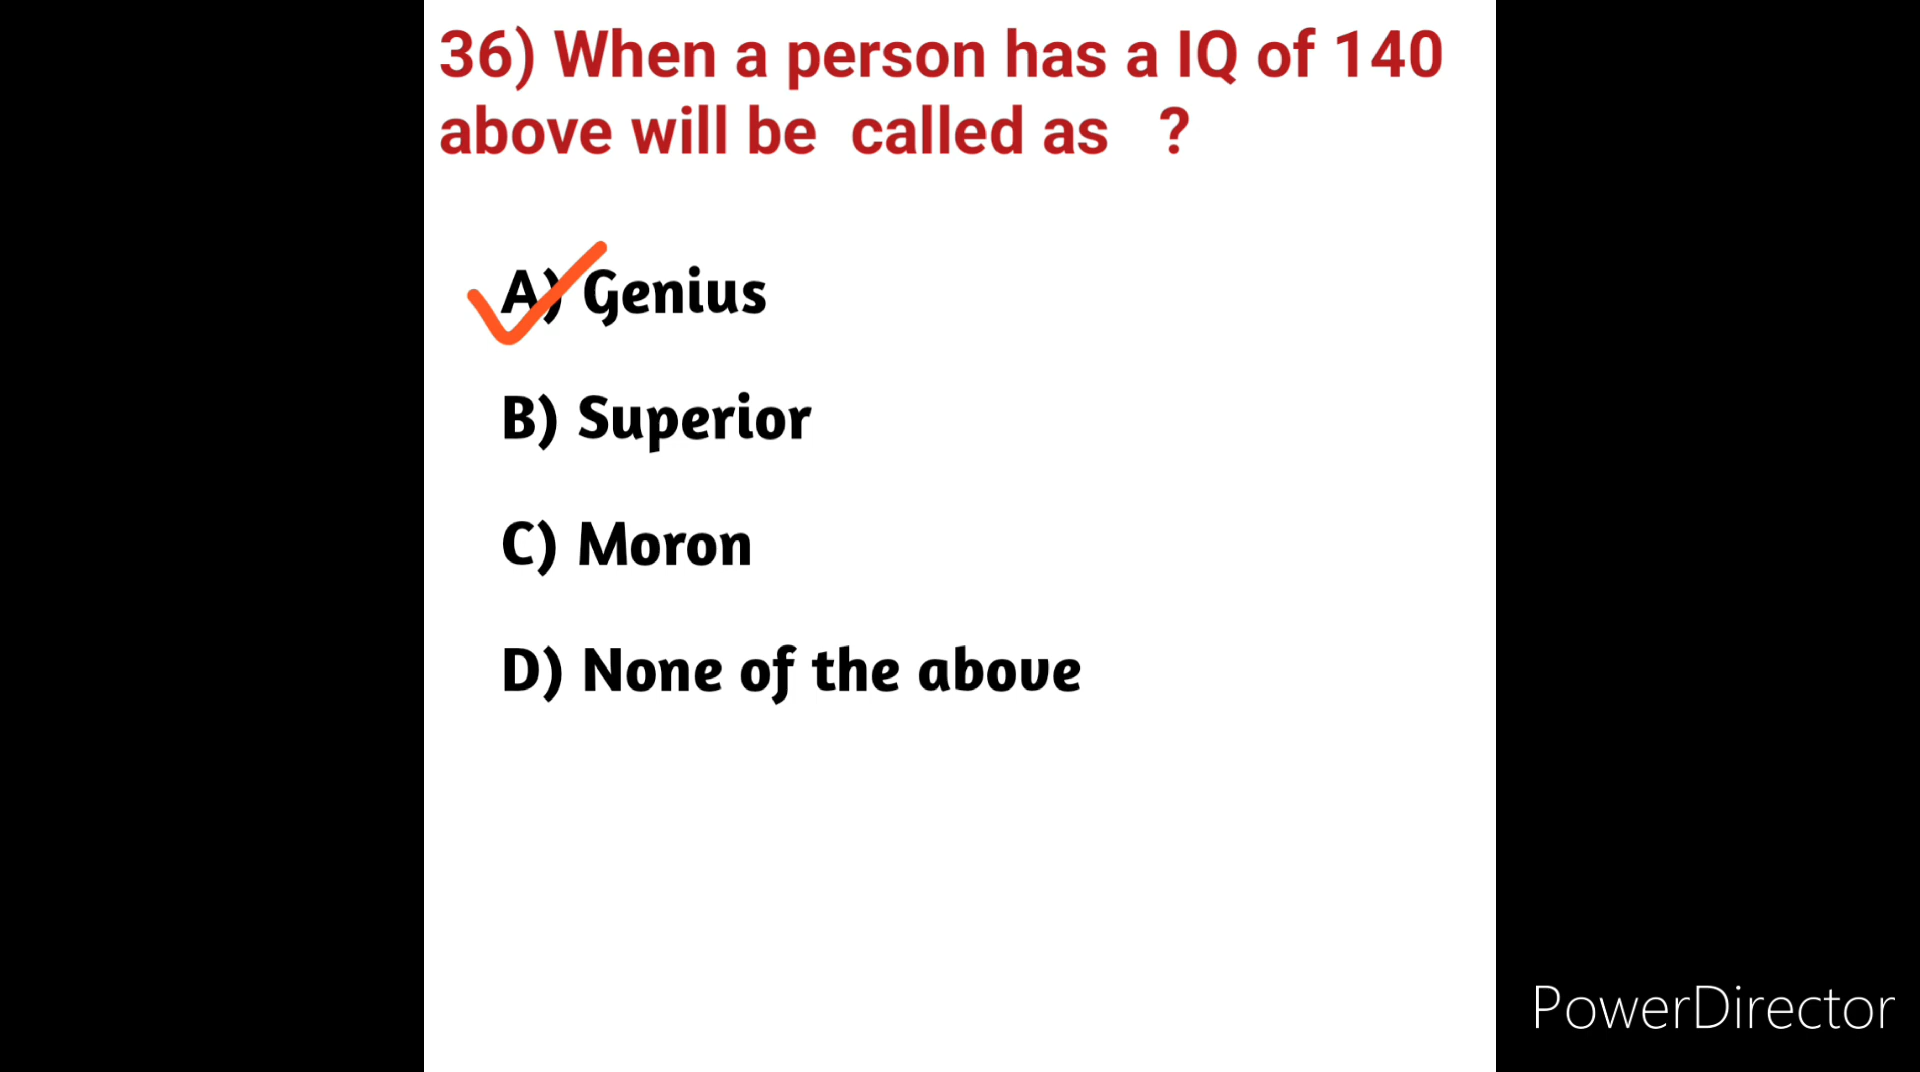 36) When a person has a IQ of 140
above will be called as ?
A) Genius
B) Superior
C) Moron
D) None of the above
PowerDirector